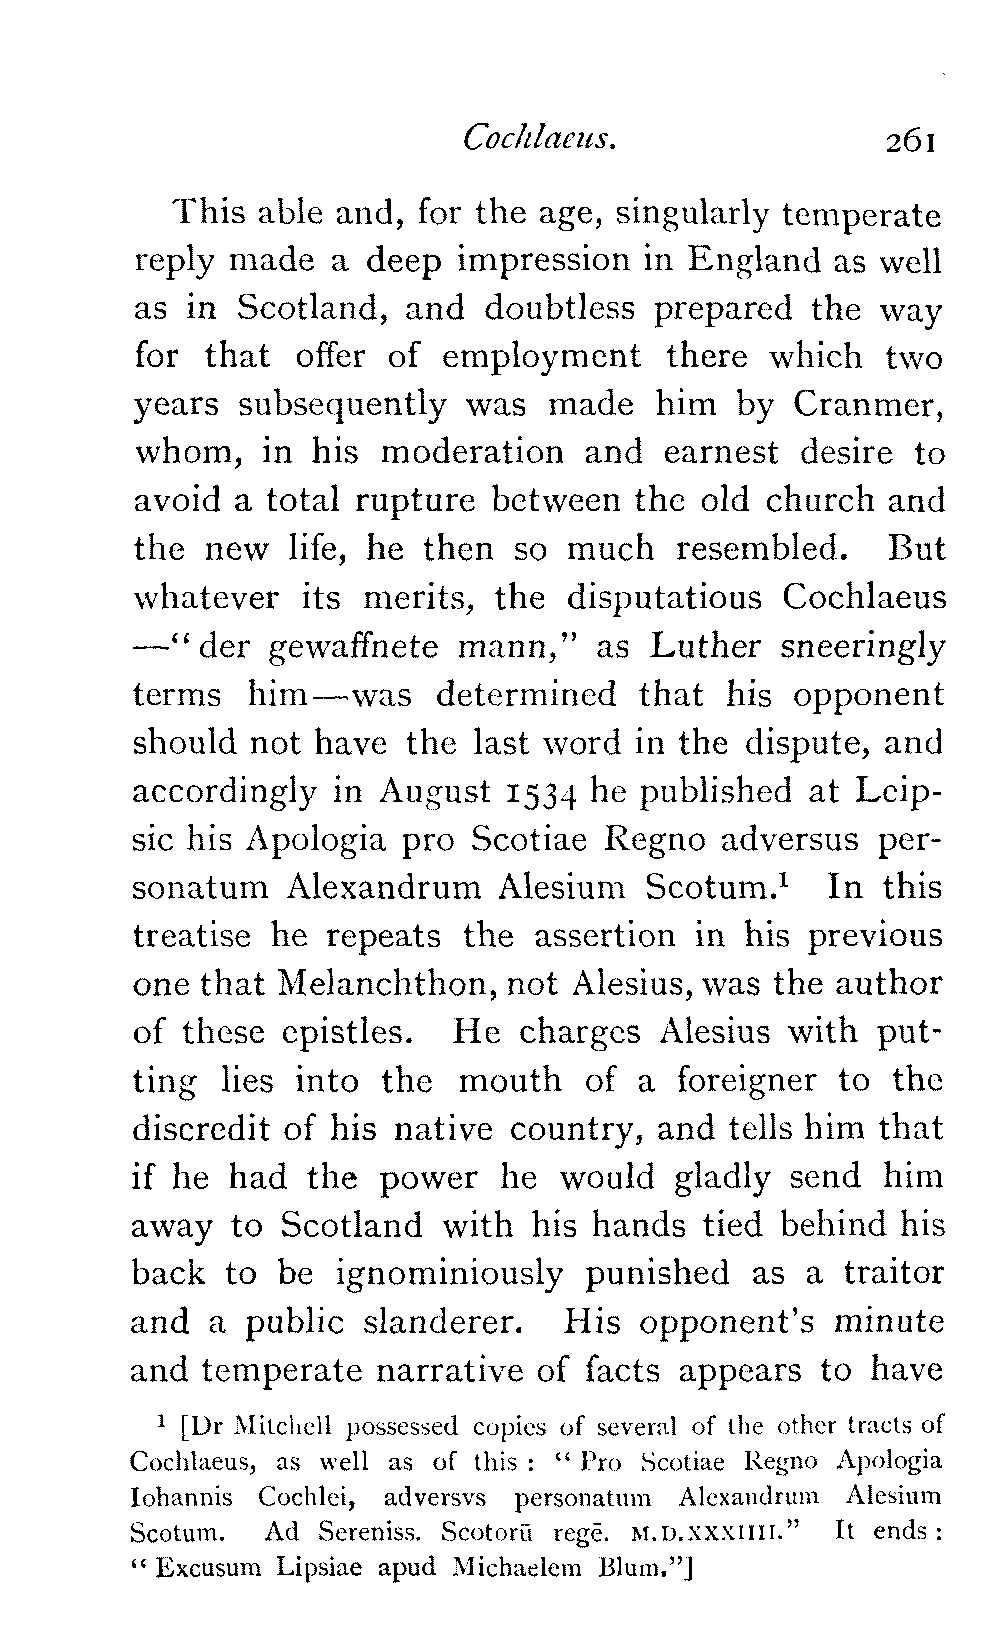 Cochlaeus. 261
This able and, for the age, singularly temperate
reply made a deep impression in England as well
as in Scotland, and doubtless prepared the way
for that offer of employment there which two
years subsequently was made him by Cranmer,
whom, in his moderation and earnest desire to
avoid a total rupture between the old church and
the new life, he then so much resembled. But
whatever its merits, the disputatious Cochlaeus
—“der gewaffnete mann,” as Luther sneeringly
terms him—was determined that his opponent
should not have the last word in the dispute, and
accordingly in August 1534 he published at Leip-
sic his Apologia pro Scotiae Regno adversus per-
sonatum Alexandrum Alesium Scotum.¹ In this
treatise he repeats the assertion in his previous
one that Melanchthon, not Alesius, was the author
of these epistles. He charges Alesius with put-
ting lies into the mouth of a foreigner to the
discredit of his native country, and tells him that
if he had the power he would gladly send him
away to Scotland with his hands tied behind his
back to be ignominiously punished as a traitor
and a public slanderer. His opponent's minute
and temperate narrative of facts appears to have
¹ [Dr Mitchell possessed copies of several of the other tracts of
Cochlaeus, as well as of this : “Pro Scotiae Regno Apologia
Iohannis Cochlei, adversvs personatum Alexandrum Alesium
Scotum. Ad Sereniss. Scotorū regē. M.D.XXXIIII.” It ends :
“Excusum Lipsiae apud Michaelem Blum.”]